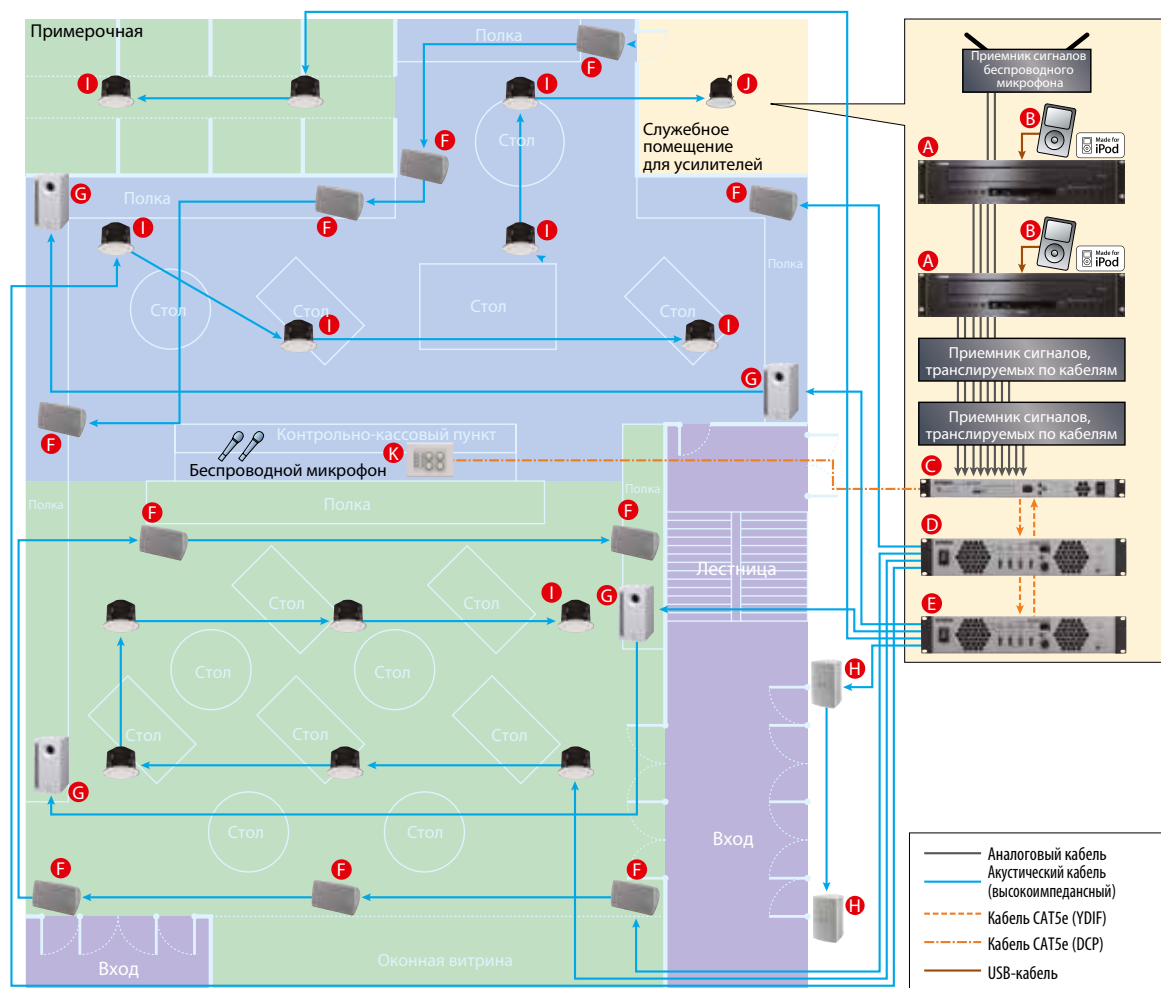 Примерочная
I
Полка
F
I
J
Служебное
помещение
для усилителей
Стол
F
G
Полка
F
F
I
I
Полка
Стол
Стол
I
Стол
Стол
I
G
F
Контрольно-кассовый пункт
Беспроводной микрофон
K
Полка
Полка
Полка
F
F
Лестница
Стол
Стол
Стол
I
G
Стол
Стол
H
Стол
Стол
Стол
G
Стол
Стол
Вход
F
F
F
H
Вход
Оконная витрина
Приемник сигналов
беспроводного
микрофона
B
Made for
iPod
A
B
Made for
iPod
A
Приемник сигналов,
транслируемых по кабелям
Приемник сигналов,
транслируемых по кабелям
C
D
E
Аналоговый кабель
Акустический кабель
(высокоимпедансный)
Кабель CAT5e (YDIF)
Кабель CAT5e (DCP)
USB-кабель